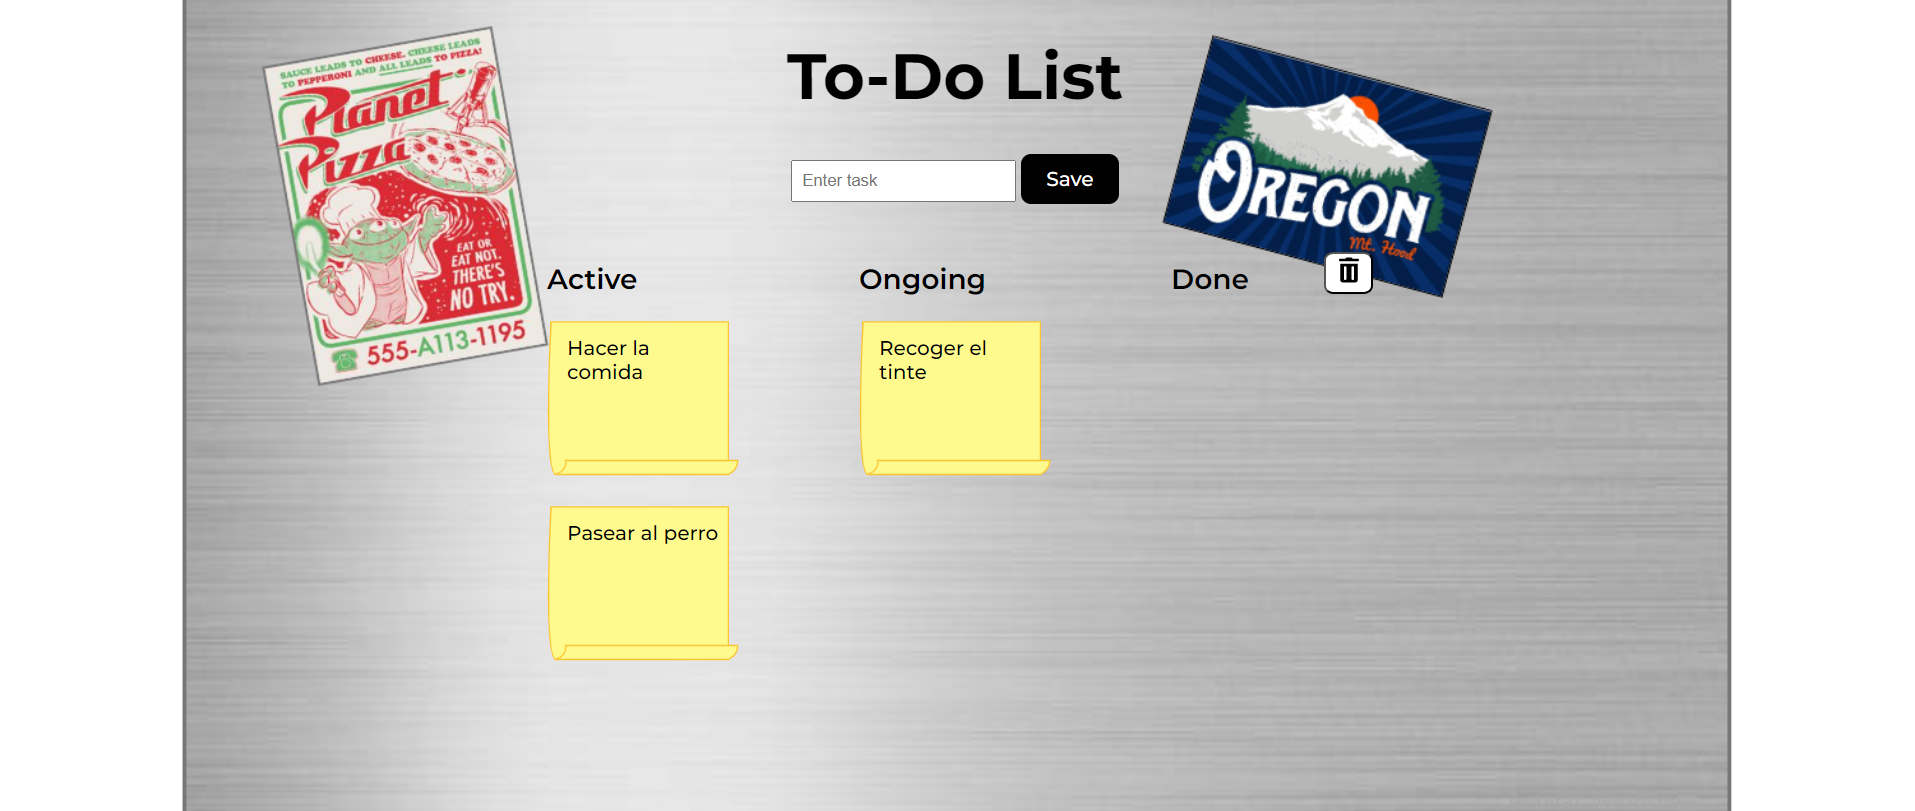 SAUCE LEADS TO CHEESE. CHEESE LEADS
TO PEPPERONI AND ALL LEADS TO PIZZA!
Planet
Pizza
EAT OR
EAT NOT.
THERE'S
NO TRY.
555-A113-1195
To-Do List
Enter task
Save
OREGON
Mt. Hood
Active
Ongoing
Done
Hacer la
comida
Recoger el
tinte
Pasear al perro